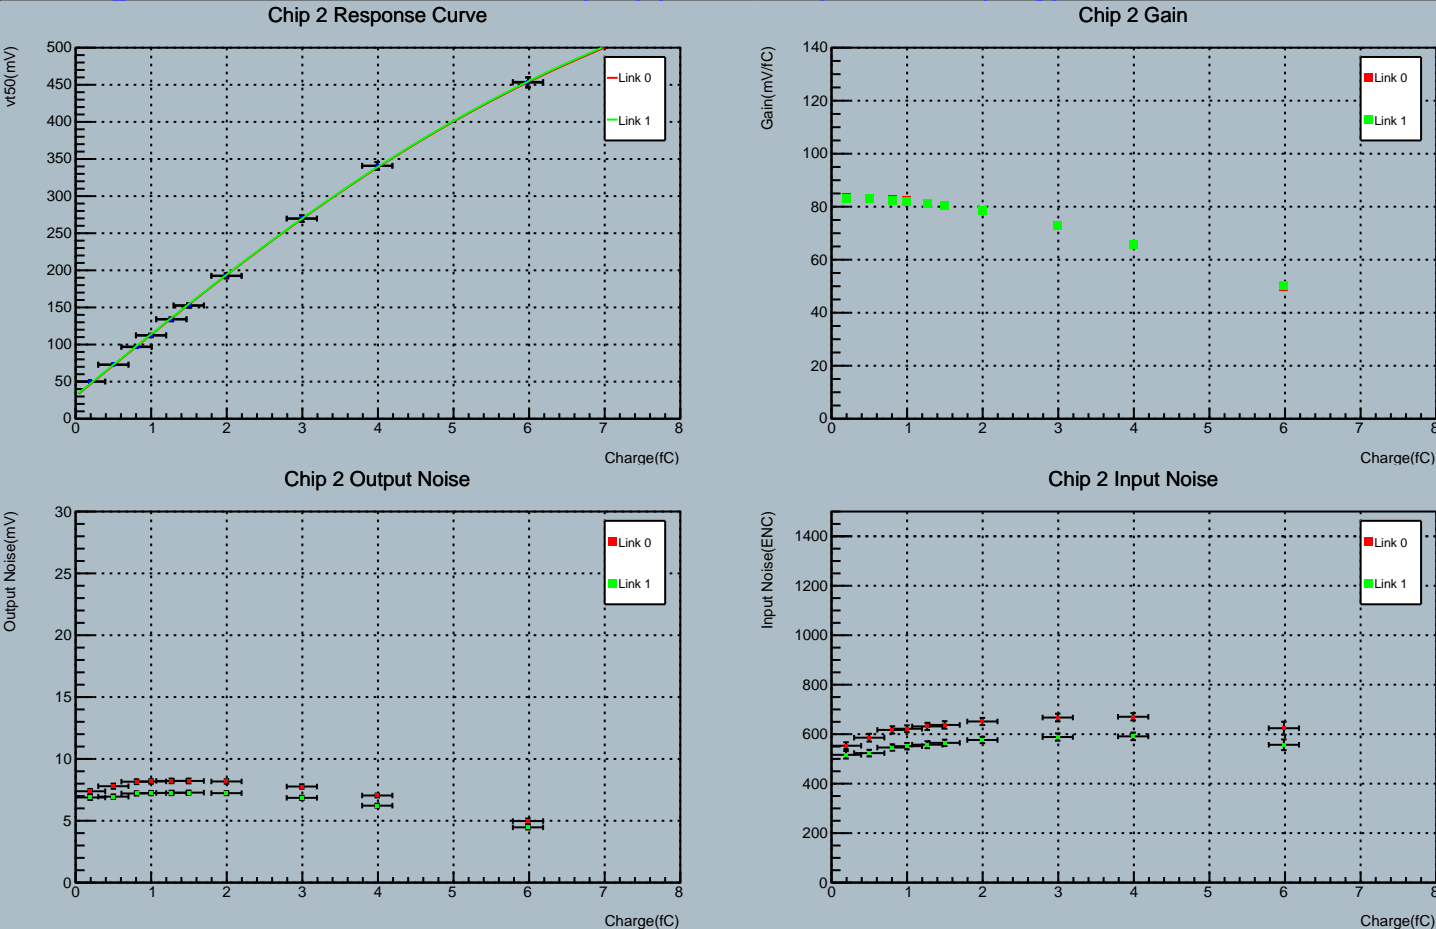 Chip 2 Response Curve
vt50(mV)
500
450
400
350
300
250
200
150
100
50
0
0 1 2 3 4 5 6 7 8
Charge(fC)
Link 0
Link 1
Chip 2 Gain
Gain(mV/fC)
140
120
100
80
60
40
20
0
0 1 2 3 4 5 6 7 8
Charge(fC)
Link 0
Link 1
Chip 2 Output Noise
Output Noise(mV)
30
25
20
15
10
5
0
0 1 2 3 4 5 6 7 8
Charge(fC)
Link 0
Link 1
Chip 2 Input Noise
Input Noise(ENC)
1400
1200
1000
800
600
400
200
0
0 1 2 3 4 5 6 7 8
Charge(fC)
Link 0
Link 1